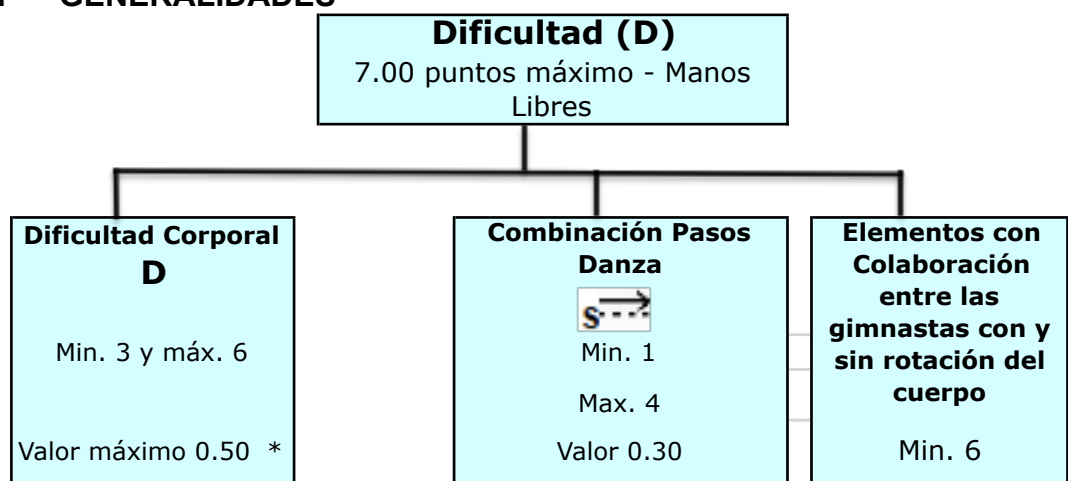 GENERALIDADES
Dificultad (D)
7.00 puntos máximo - Manos
Libres
Dificultad Corporal
D
Min. 3 y máx. 6
Valor máximo 0.50 *
Combinación Pasos
Danza
S
Min. 1
Max. 4
Valor 0.30
Elementos con
Colaboración
entre las
gimnastas con y
sin rotación del
cuerpo
Min. 6